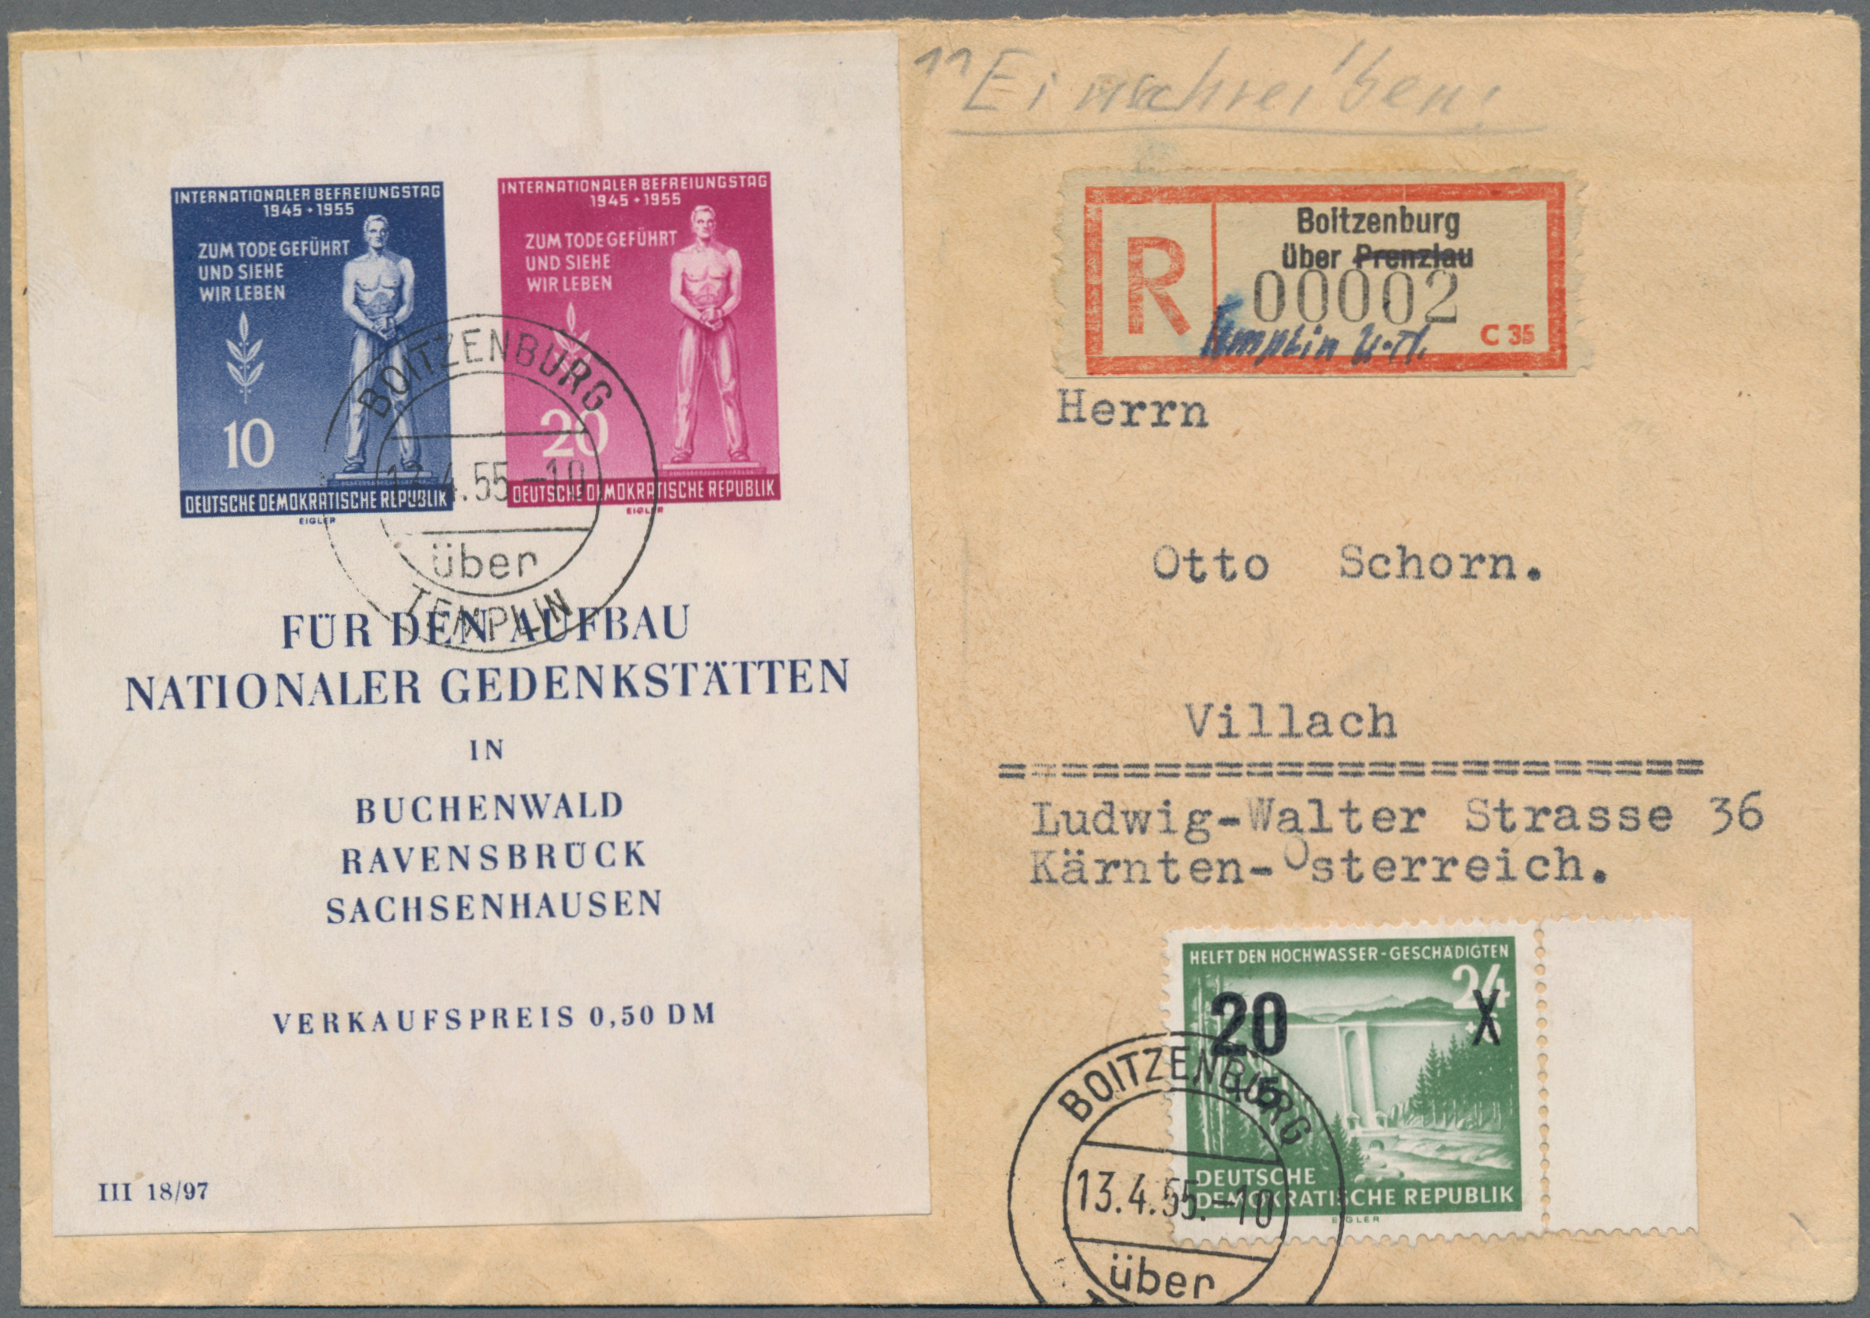 "Einschreiben!
INTERNATIONALER BEFREIUNGSTAG
1945 • 1955
ZUM TODE GEFÜHRT
UND SIEHE
WIR LEBEN
10
DEUTSCHE DEMOKRATISCHE REPUBLIK
EIGLER
INTERNATIONALER BEFREIUNGSTAG
1945 • 1955
ZUM TODE GEFÜHRT
UND SIEHE
WIR LEBEN
20
DEUTSCHE DEMOKRATISCHE REPUBLIK
EIGLER
BOITZENBURG
13.4.55.-10
über
TEMPLIN
FÜR DEN AUFBAU
NATIONALER GEDENKSTÄTTEN
IN
BUCHENWALD
RAVENSBRÜCK
SACHSENHAUSEN
VERKAUFSPREIS 0,50 DM
III 18/97
R
Boitzenburg
über Prenzlau
00002
Templin U.M.
C 35
Herrn
Otto Schorn.
Villach
=======================
Ludwig-Walter Strasse 36
Kärnten-Österreich.
HELFT DEN HOCHWASSER-GESCHÄDIGTEN
24
20 X
+5
DEUTSCHE
DEMOKRATISCHE REPUBLIK
EIGLER
BOITZENBURG
13.4.55.-10
über